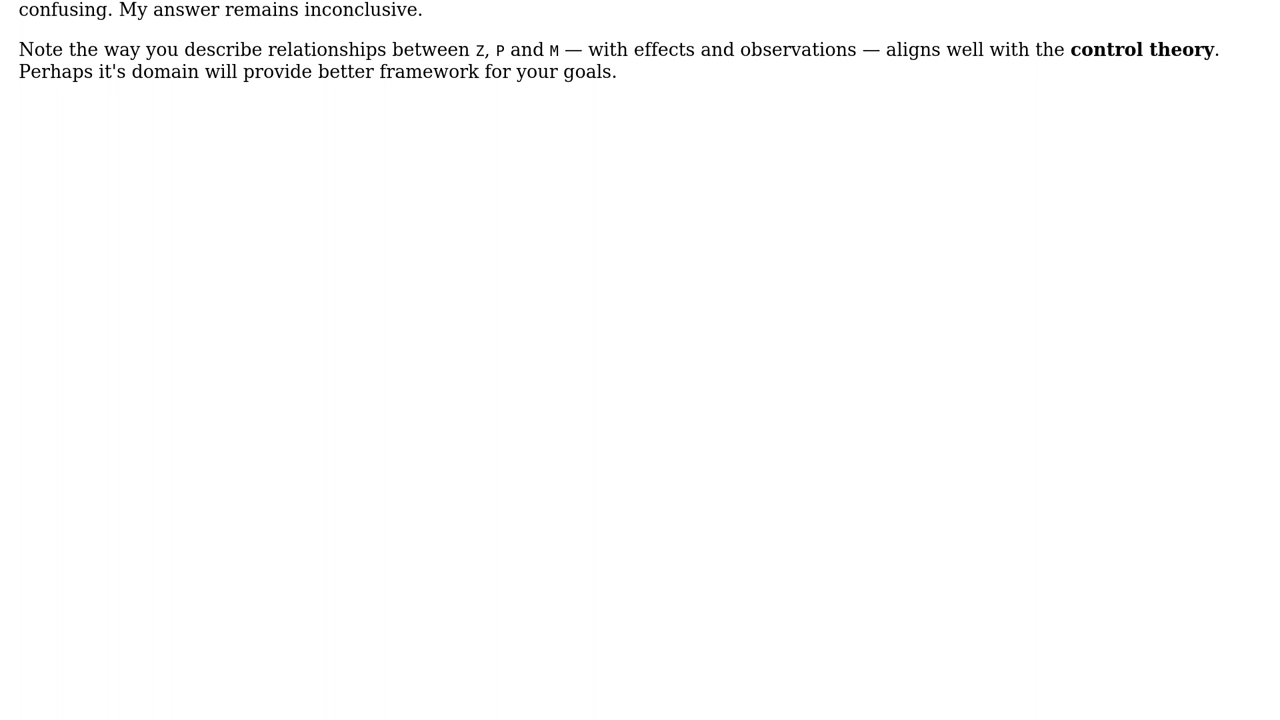 confusing. My answer remains inconclusive.
Note the way you describe relationships between Z, P and M — with effects and observations — aligns well with the control theory.
Perhaps it's domain will provide better framework for your goals.